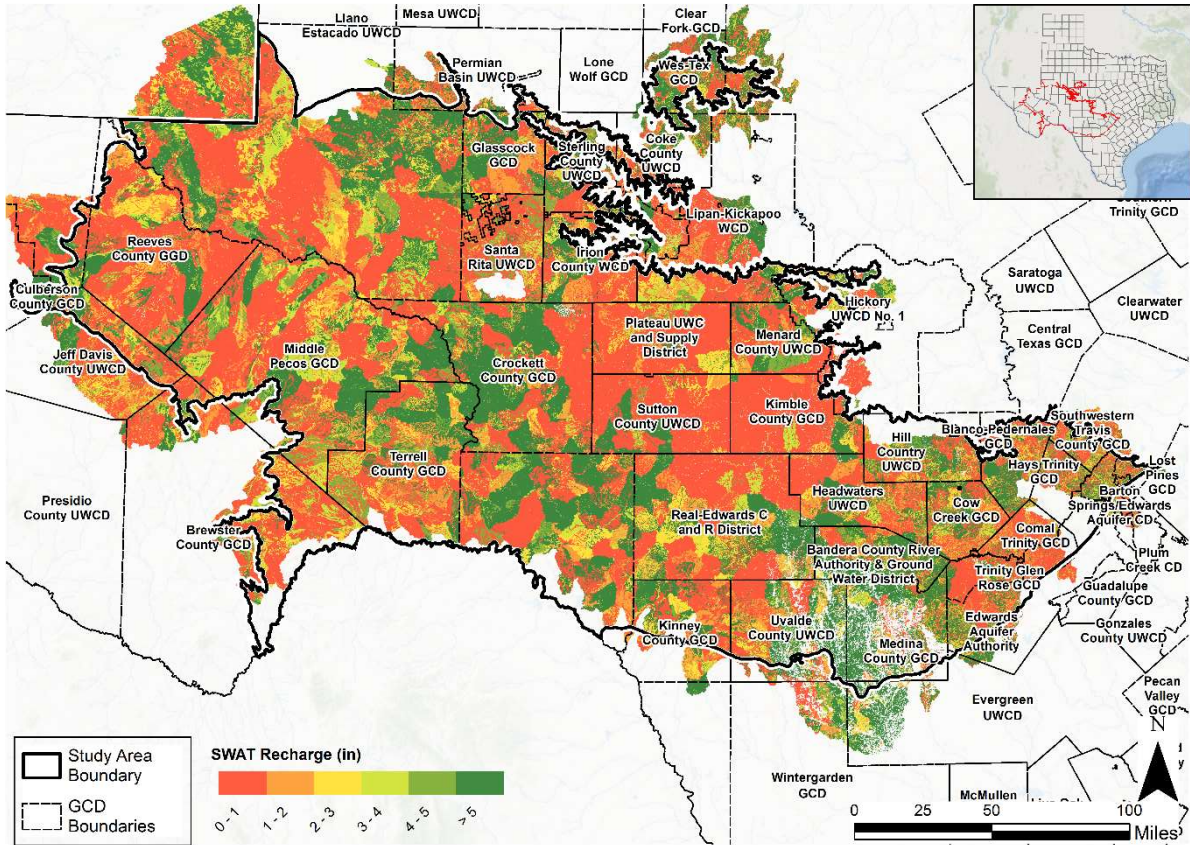 Llano
Estacado UWCD
Mesa UWCD
Clear
Fork GCD
Permian
Basin UWCD
Lone
Wolf GCD
Wes-Tex
GCD
Glasscock
GCD
Sterling
County
UWCD
Coke
County
UWCD
Trinity GCD
Reeves
County GGD
Santa
Rita UWCD
Irion
County WCD
Lipan-Kickapoo
WCD
Saratoga
UWCD
Clearwater
UWCD
Culberson
County GCD
Hickory
UWCD No. 1
Central
Texas GCD
Jeff Davis
County UWCD
Middle
Pecos GCD
Crockett
County GCD
Plateau UWC
and Supply
District
Menard
County UWCD
Sutton
County UWCD
Kimble
County GCD
Terrell
County GCD
Hill
Country
UWCD
Blanco-Pedernales
GCD
Southwestern
Travis
County GCD
Hays Trinity
GCD
Lost
Pines GCD
Barton
Springs/Edwards
Aquifer CD
Presidio
County UWCD
Brewster
County GCD
Real-Edwards C
and R District
Headwaters
UWCD
Cow
Creek GCD
Comal
Trinity GCD
Plum
Creek CD
Bandera County River
Authority & Ground
Water District
Trinity Glen
Rose GCD
Guadalupe
County GCD
Gonzales
County UWCD
Kinney
County GCD
Uvalde
County UWCD
Medina
County GCD
Edwards
Aquifer
Authority
Pecan
Valley
GCD
Evergreen
UWCD
Wintergarden
GCD
McMullen
N
Study Area
Boundary
GCD
Boundaries
SWAT Recharge (in)
0 - 1
1 - 2
2 - 3
3 - 4
4 - 5
> 5
0 25 50 100
Miles